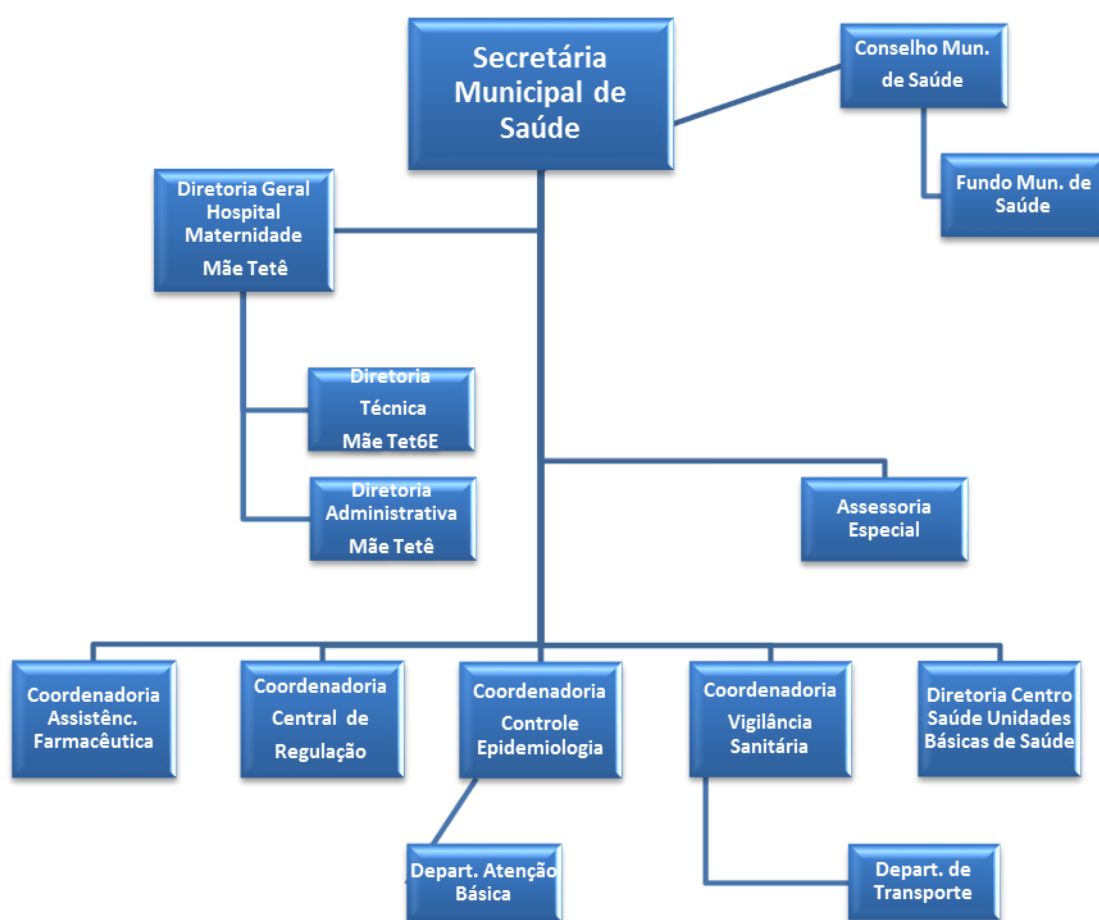 Secretária
Municipal de
Saúde
Conselho Mun.
de Saúde
Fundo Mun. de
Saúde
Diretoria Geral
Hospital
Maternidade
Mãe Tetê
Diretoria
Técnica
Mãe Tet6E
Diretoria
Administrativa
Mãe Tetê
Assessoria
Especial
Coordenadoria
Assistênc.
Farmacêutica
Coordenadoria
Central de
Regulação
Coordenadoria
Controle
Epidemiologia
Coordenadoria
Vigilância
Sanitária
Diretoria Centro
Saúde Unidades
Básicas de Saúde
Depart. Atenção
Básica
Depart. de
Transporte